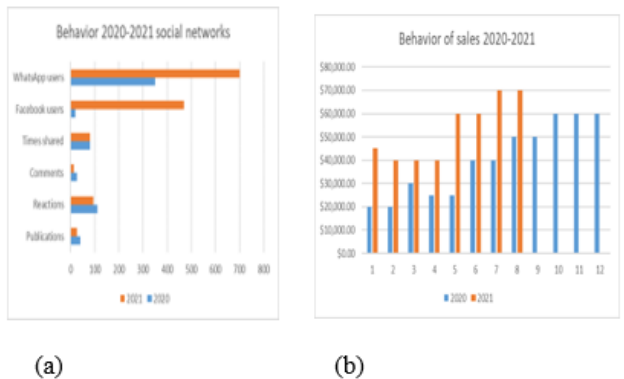 Behavior 2020-2021 social networks
WhatsApp users
Facebook users
Times shared
Comments
Reactions
Publications
0 100 200 300 400 500 600 700 800
2021 2020
(a)
Behavior of sales 2020-2021
$80,000.00
$70,000.00
$60,000.00
$50,000.00
$40,000.00
$30,000.00
$20,000.00
$10,000.00
$0.00
1 2 3 4 5 6 7 8 9 10 11 12
2020 2021
(b)